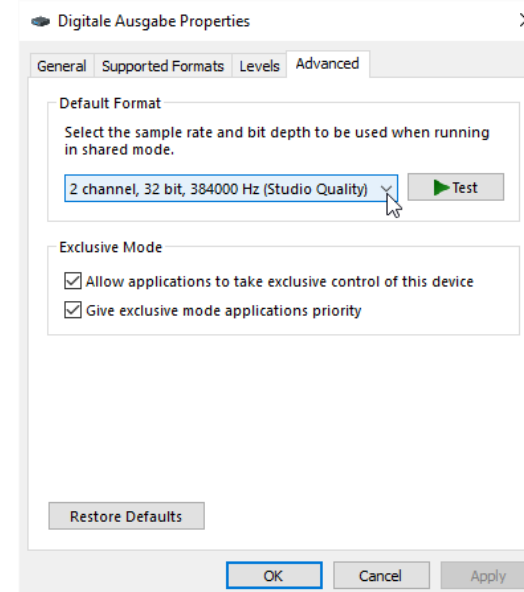 Digitale Ausgabe Properties
General Supported Formats Levels Advanced
Default Format
Select the sample rate and bit depth to be used when running
in shared mode.
2 channel, 32 bit, 384000 Hz (Studio Quality) Test
Exclusive Mode
Allow applications to take exclusive control of this device
Give exclusive mode applications priority
Restore Defaults
OK Cancel Apply